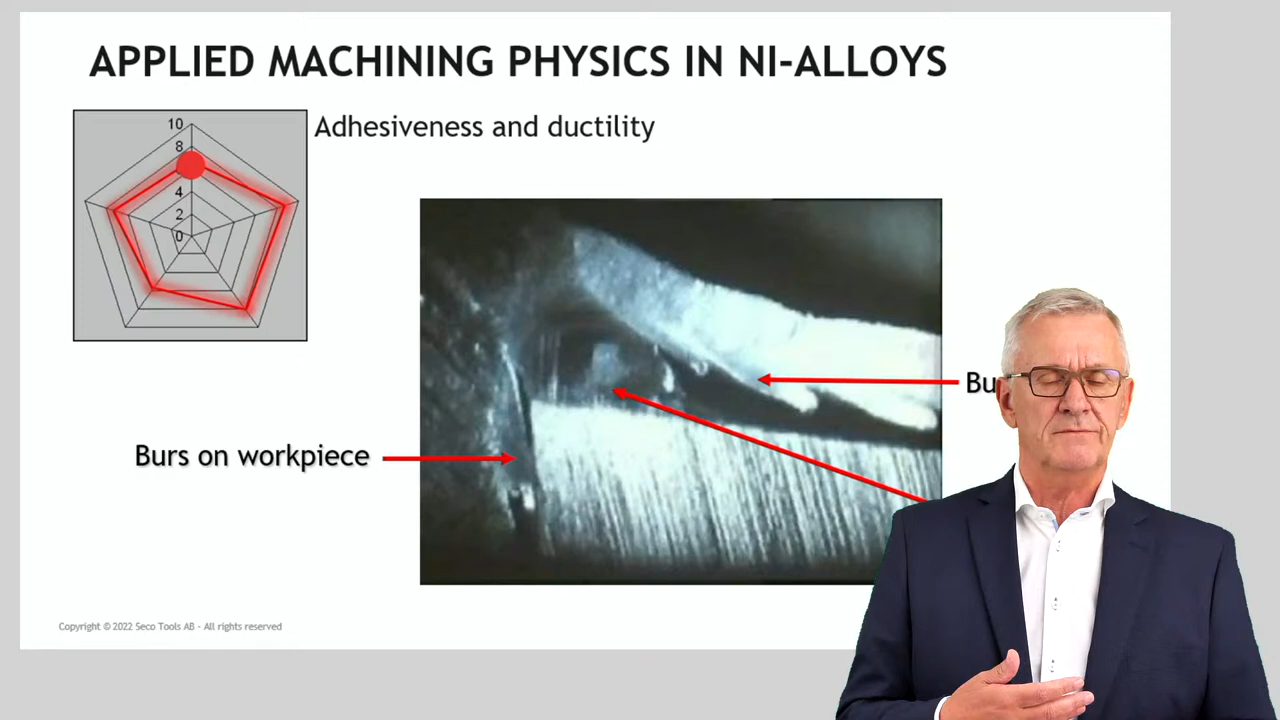 APPLIED MACHINING PHYSICS IN NI-ALLOYS
Adhesiveness and ductility
10
8
4
2
0
Burs on workpiece
Copyright © 2022 Seco Tools AB - All rights reserved